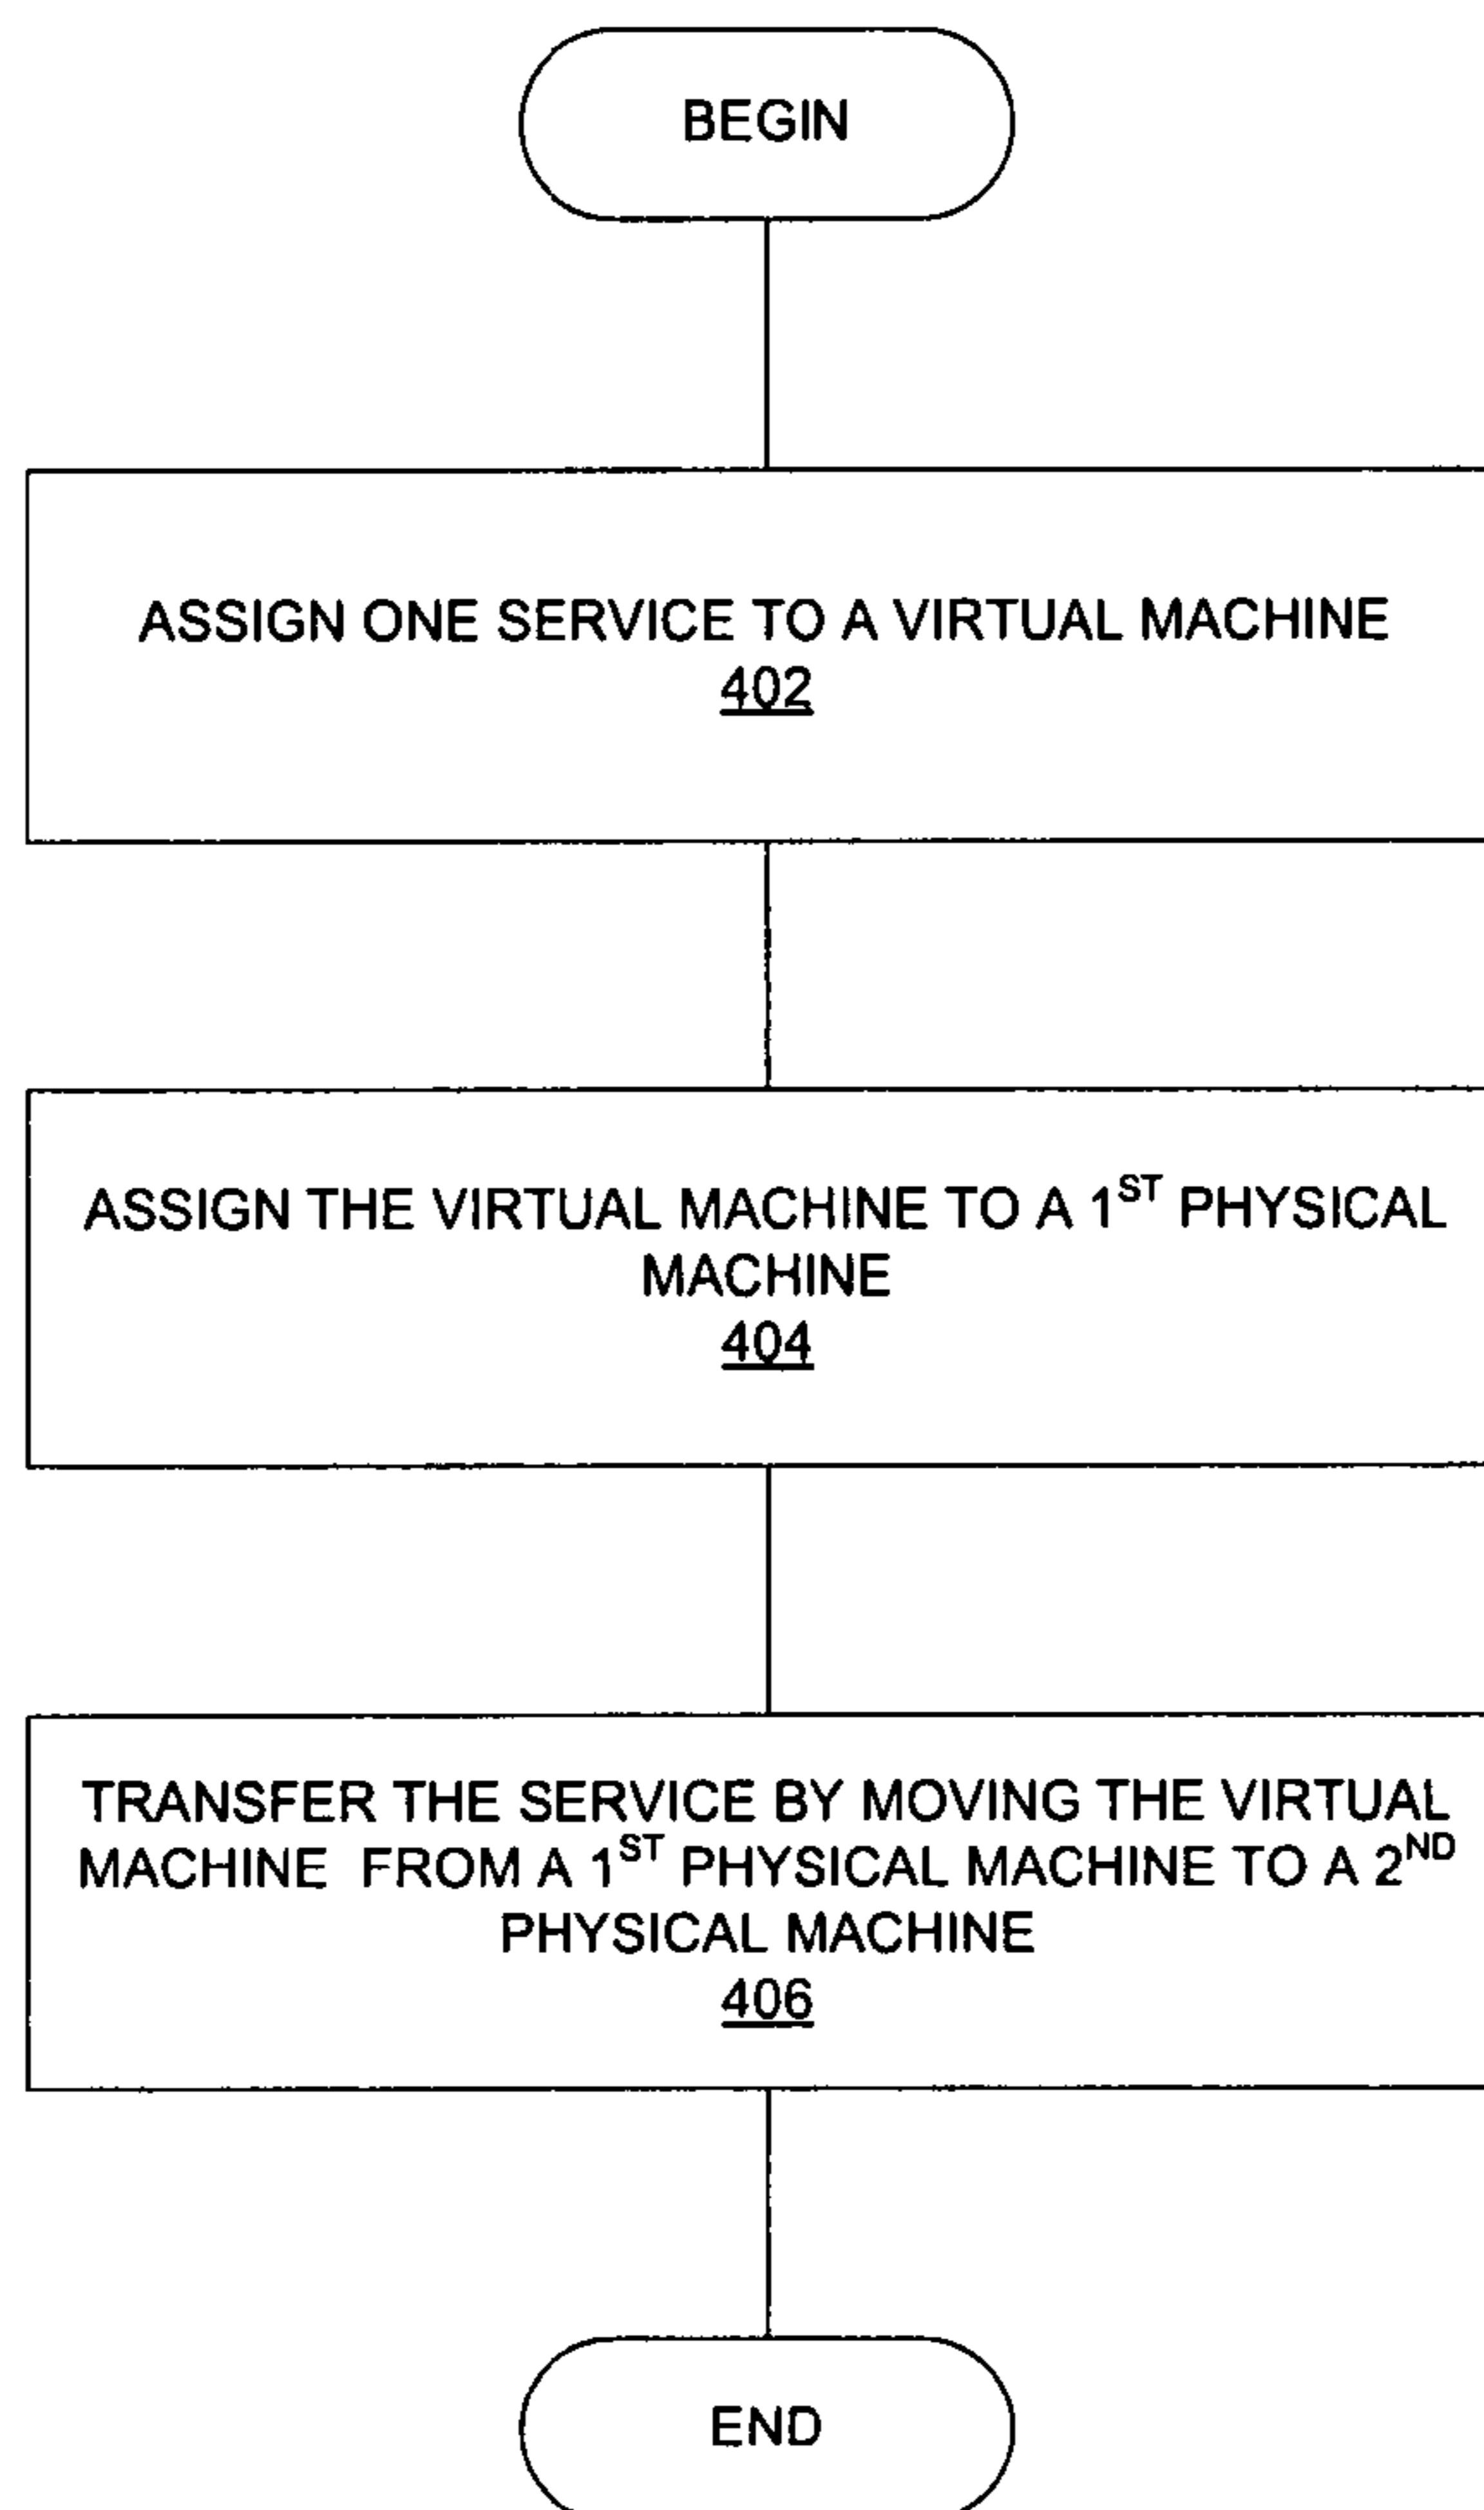 BEGIN
ASSIGN ONE SERVICE TO A VIRTUAL MACHINE
402
ASSIGN THE VIRTUAL MACHINE TO A 1ST PHYSICAL
MACHINE
404
TRANSFER THE SERVICE BY MOVING THE VIRTUAL
MACHINE FROM A 1ST PHYSICAL MACHINE TO A 2ND
PHYSICAL MACHINE
406
END